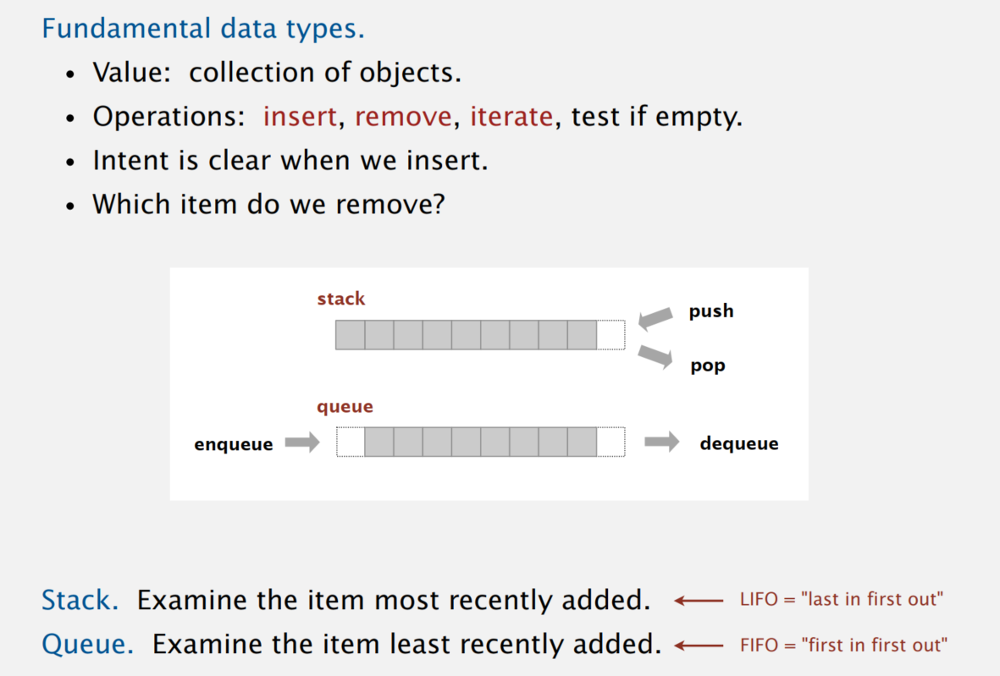 Fundamental data types.
• Value: collection of objects.
• Operations: insert, remove, iterate, test if empty.
• Intent is clear when we insert.
• Which item do we remove?
stack
push
pop
queue
enqueue
dequeue
Stack. Examine the item most recently added.
LIFO = "last in first out"
Queue. Examine the item least recently added.
FIFO = "first in first out"